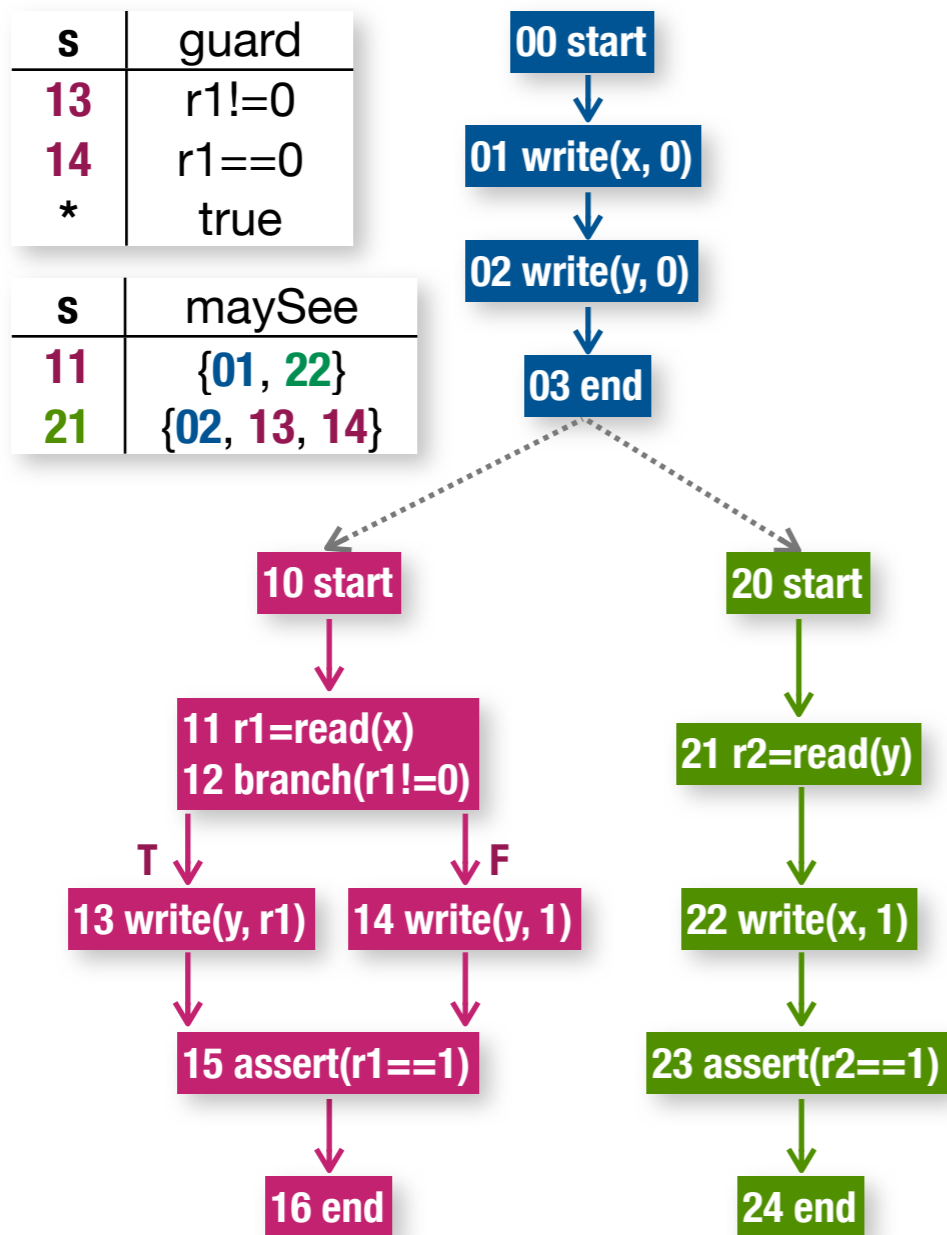 s guard
13 r1!=0
14 r1==0
* true
s maySee
11 {01, 22}
21 {02, 13, 14}
00 start
01 write(x, 0)
02 write(y, 0)
03 end
10 start
11 r1=read(x)
12 branch(r1!=0)
T
F
13 write(y, r1)
14 write(y, 1)
15 assert(r1==1)
16 end
20 start
21 r2=read(y)
22 write(x, 1)
23 assert(r2==1)
24 end